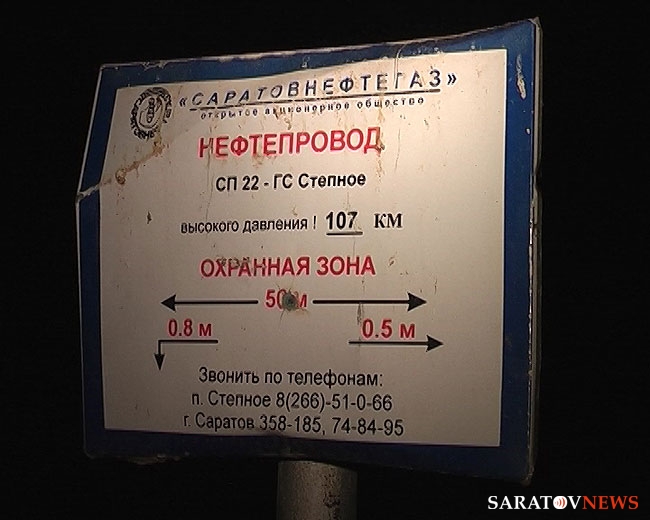 «САРАТОВНЕФТЕГАЗ»
открытое акционерное общество
НЕФТЕПРОВОД
СП 22 - ГС Степное
высокого давления ! 107 КМ
ОХРАННАЯ ЗОНА
50 м
0.8 м 0.5 м
Звонить по телефонам:
п. Степное 8(266)-51-0-66
г. Саратов 358-185, 74-84-95
SARATOVNEWS